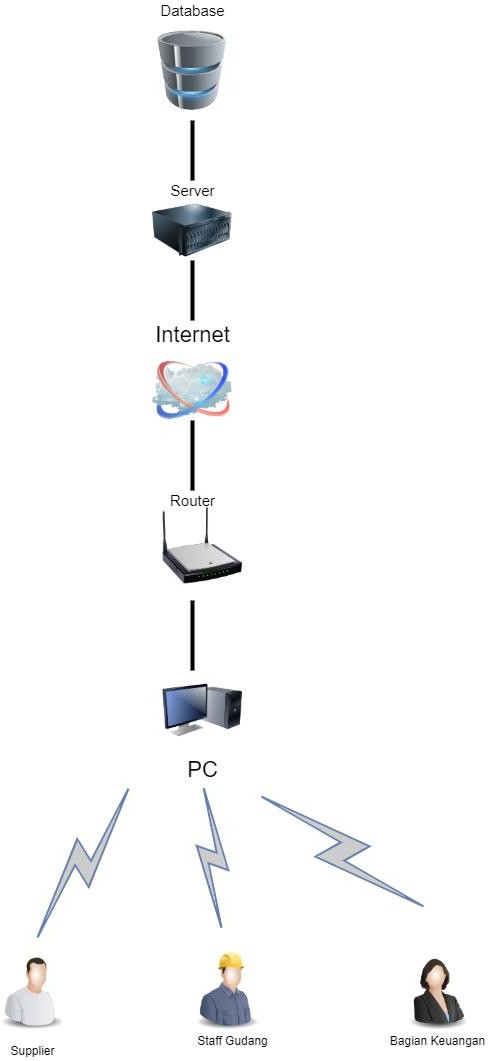 Database
Server
Internet
Router
PC
Supplier
Staff Gudang
Bagian Keuangan